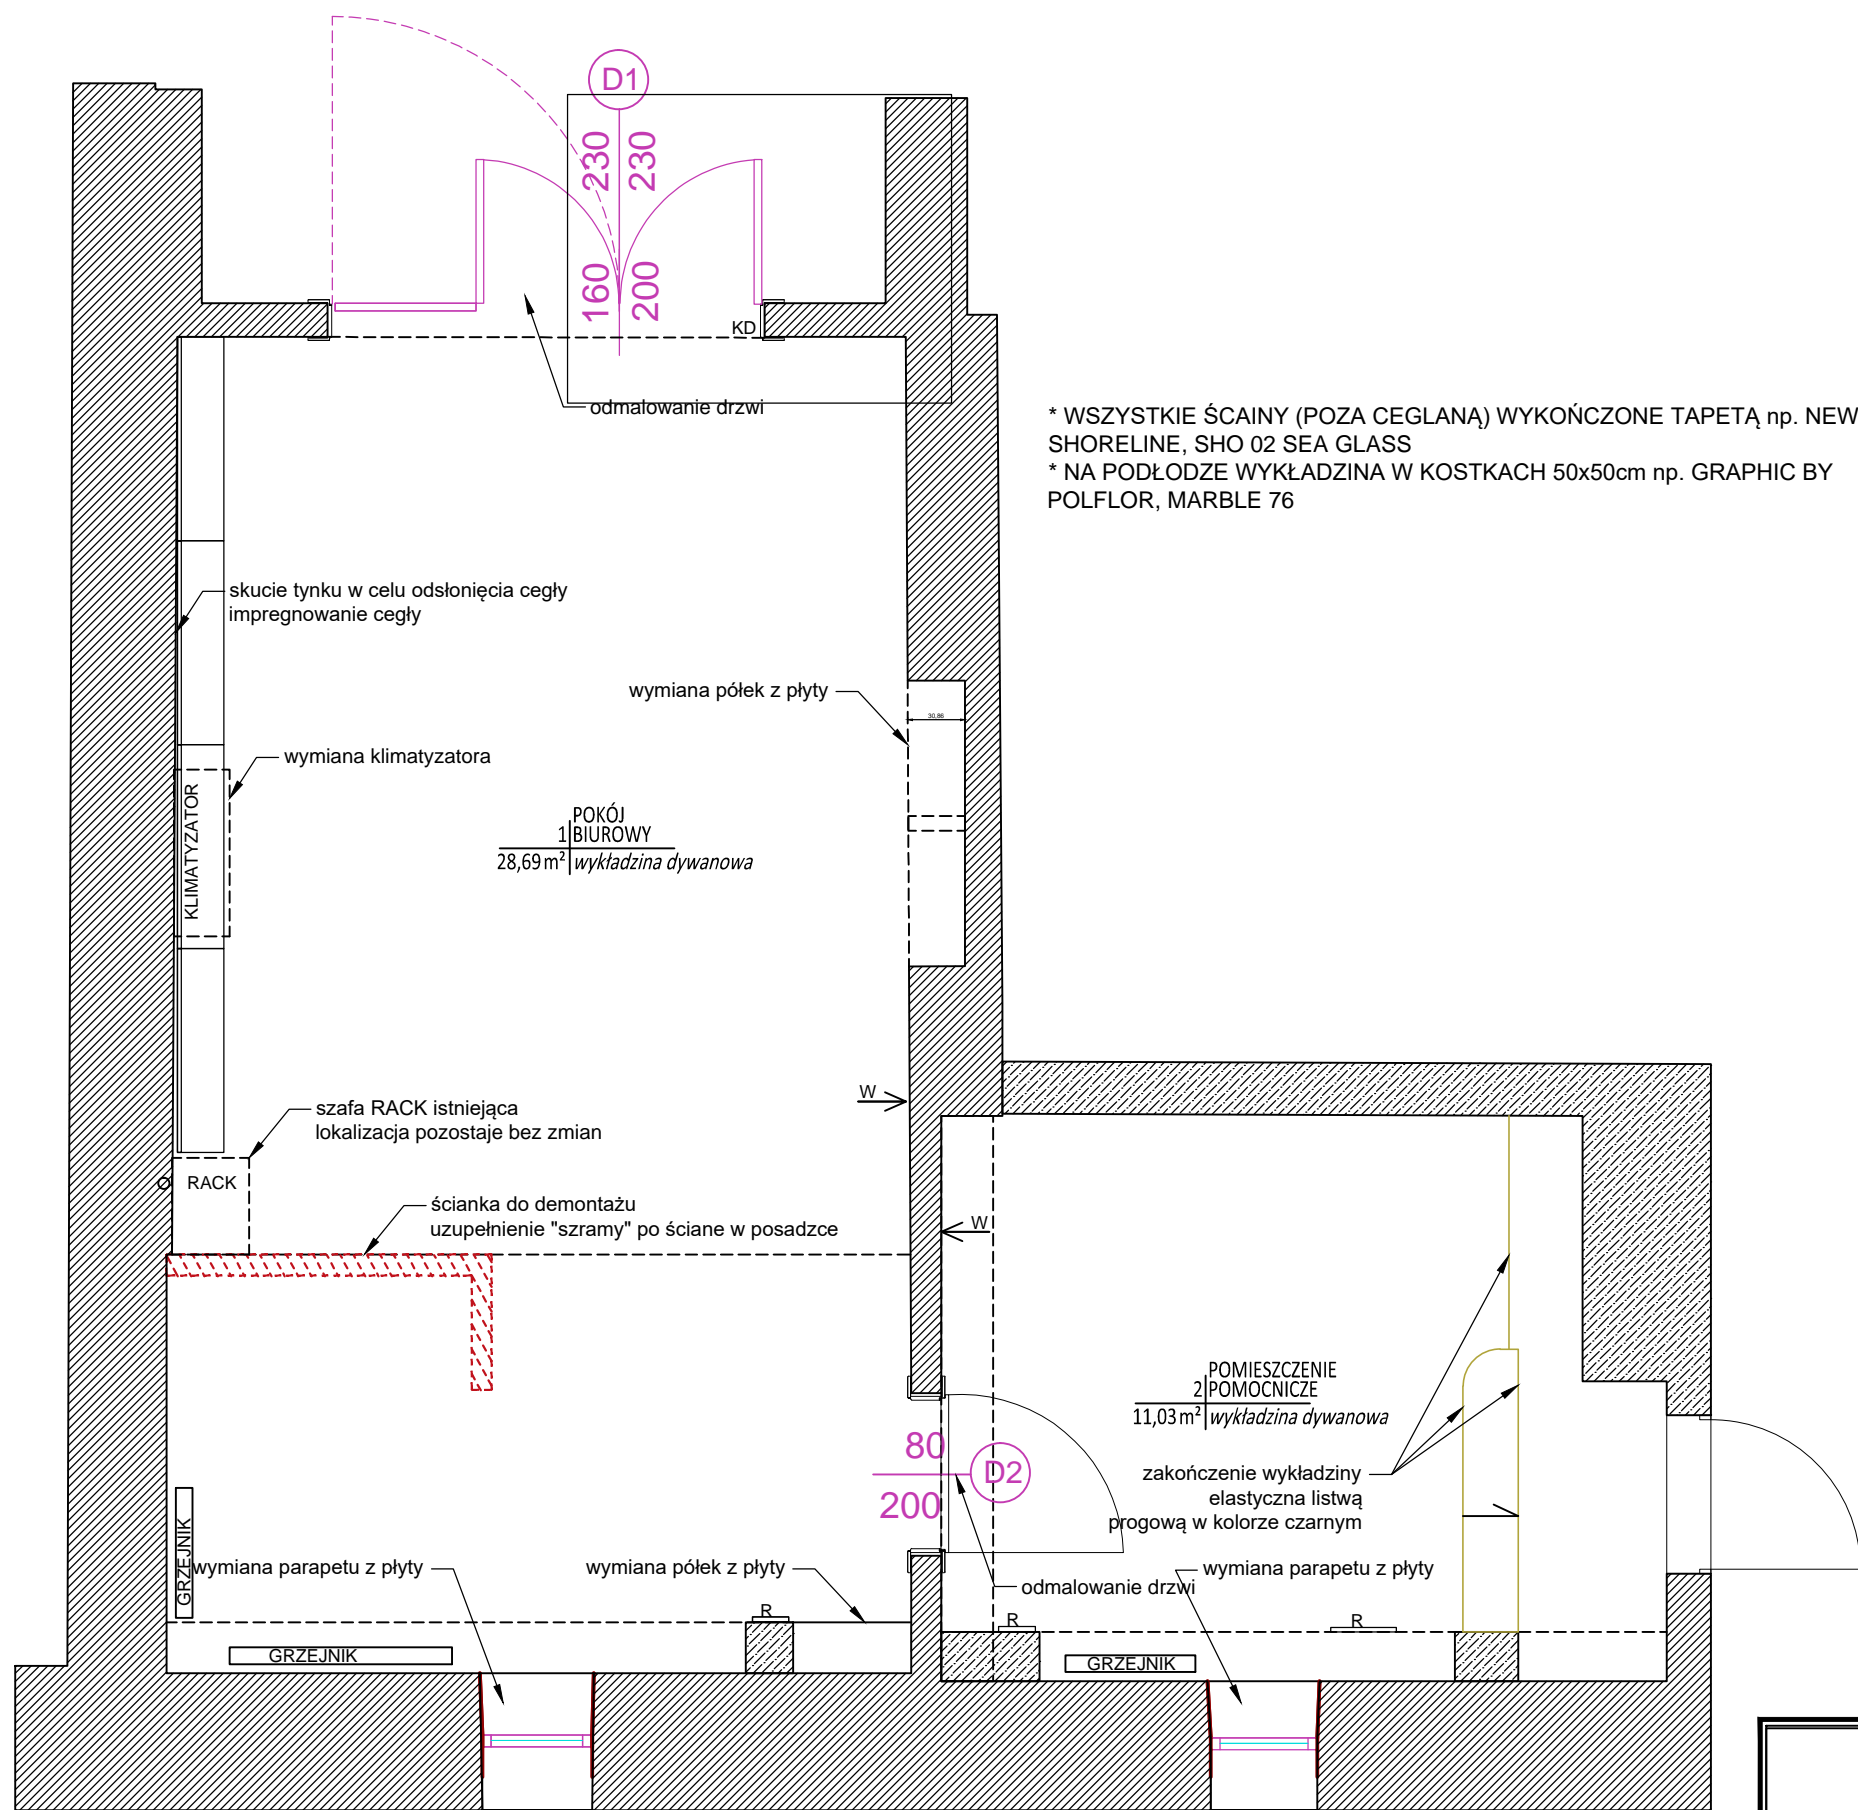 D1
230
230
160
200
KD
odmalowanie drzwi
* WSZYSTKIE ŚCAINY (POZA CEGLANĄ) WYKOŃCZONE TAPETĄ np. NEW
SHORELINE, SHO 02 SEA GLASS
* NA PODŁODZE WYKŁADZINA W KOSTKACH 50x50cm np. GRAPHIC BY
POLFLOR, MARBLE 76
skucie tynku w celu odsłonięcia cegły
impregnowanie cegły
wymiana półek z płyty
30,86
wymiana klimatyzatora
KLIMATYZATOR
POKÓJ
1 BIUROWY
28,69 m² wykładzina dywanowa
W
szafa RACK istniejąca
lokalizacja pozostaje bez zmian
RACK
ścianka do demontażu
uzupełnienie "szramy" po ściane w posadzce
W
POMIESZCZENIE
2 POMOCNICZE
11,03 m² wykładzina dywanowa
80
200
D2
zakończenie wykładziny
elastyczna listwą
progową w kolorze czarnym
GRZEJNIK
wymiana parapetu z płyty
wymiana półek z płyty
odmalowanie drzwi
wymiana parapetu z płyty
R
R
R
GRZEJNIK
GRZEJNIK